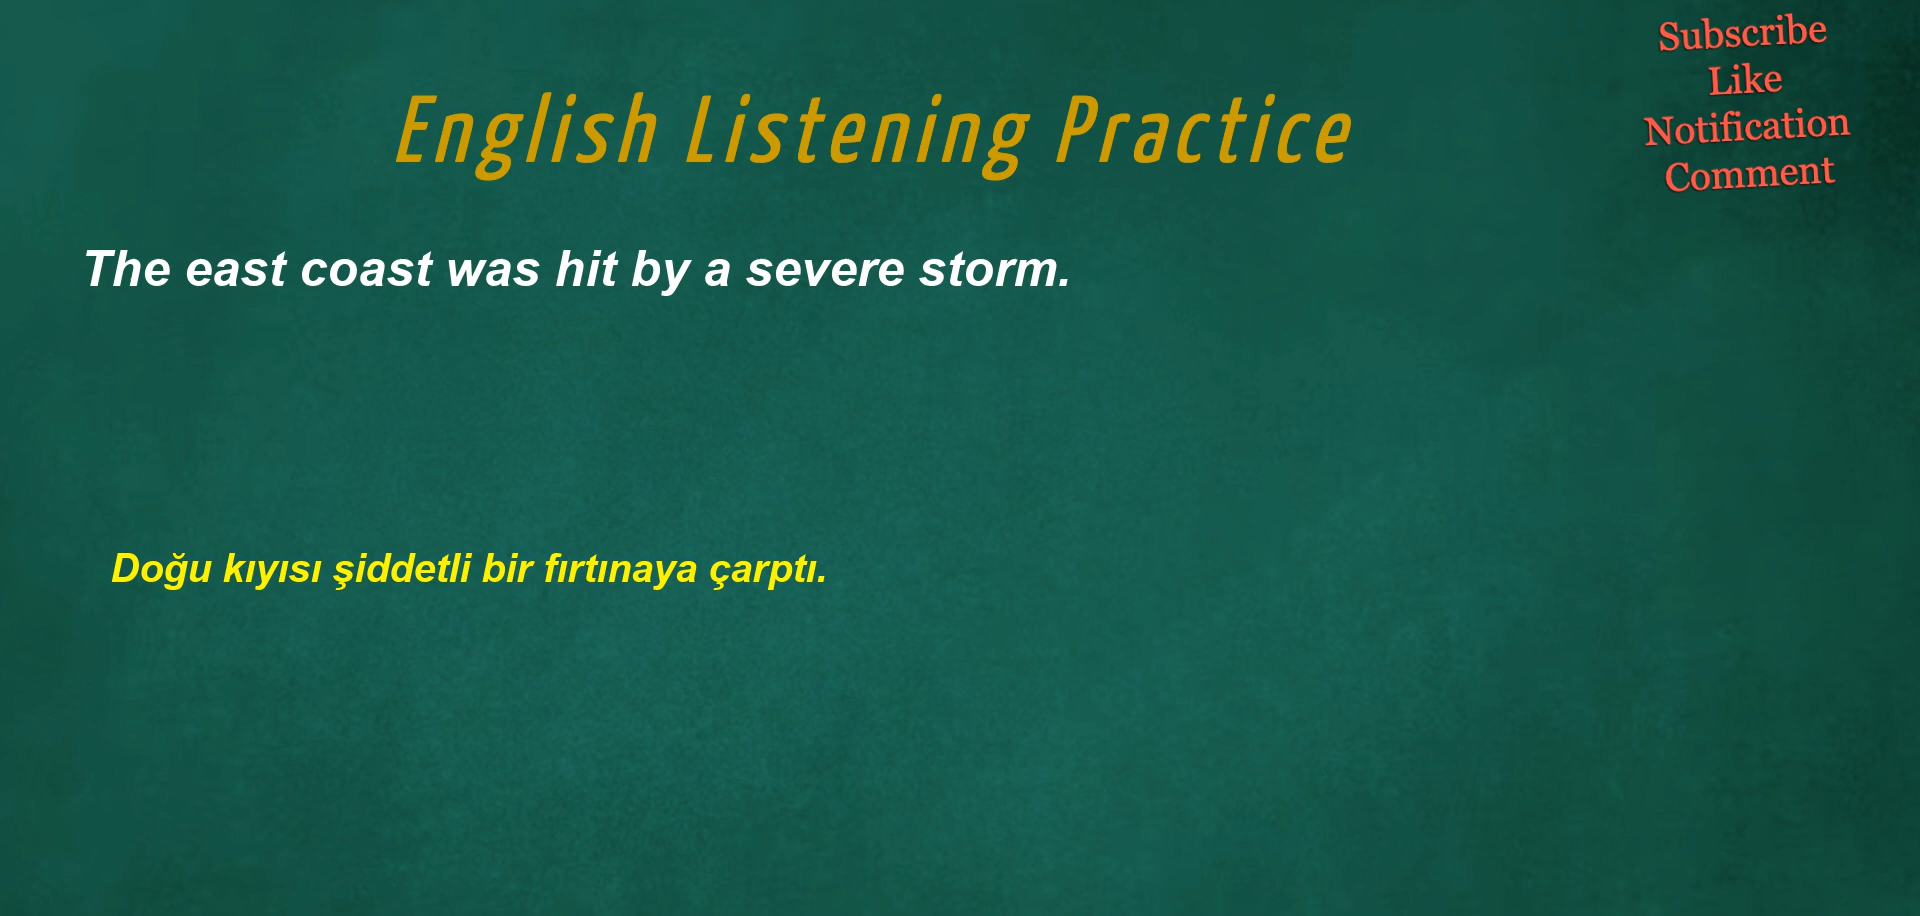 English Listening Practice
Subscribe
Like
Notification
Comment
The east coast was hit by a severe storm.
Doğu kıyısı şiddetli bir fırtınaya çarptı.